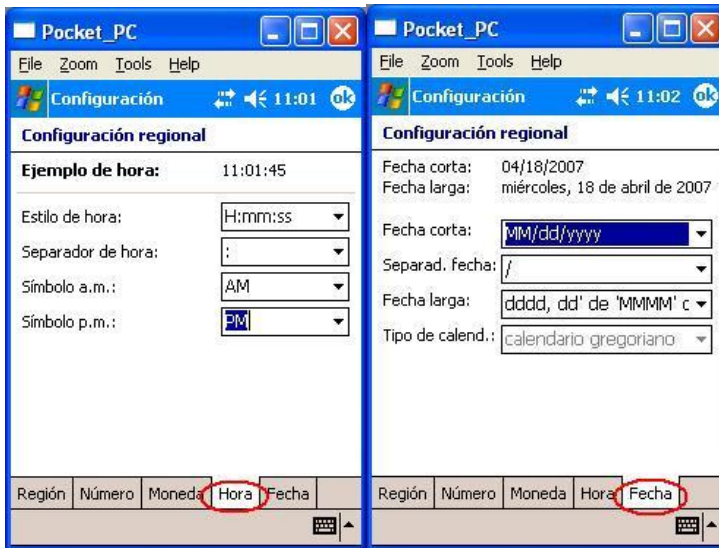 Pocket_PC
File Zoom Tools Help
Configuración 11:01 ok
Configuración regional
Ejemplo de hora: 11:01:45
Estilo de hora: H:mm:ss
Separador de hora: :
Símbolo a.m.: AM
Símbolo p.m.: PM
Región Número Moneda Hora Fecha
Pocket_PC
File Zoom Tools Help
Configuración 11:02 ok
Configuración regional
Fecha corta: 04/18/2007
Fecha larga: miércoles, 18 de abril de 2007
Fecha corta: MM/dd/yyyy
Separad. fecha: /
Fecha larga: dddd, dd' de 'MMMM' c
Tipo de calend.: calendario gregoriano
Región Número Moneda Hora Fecha